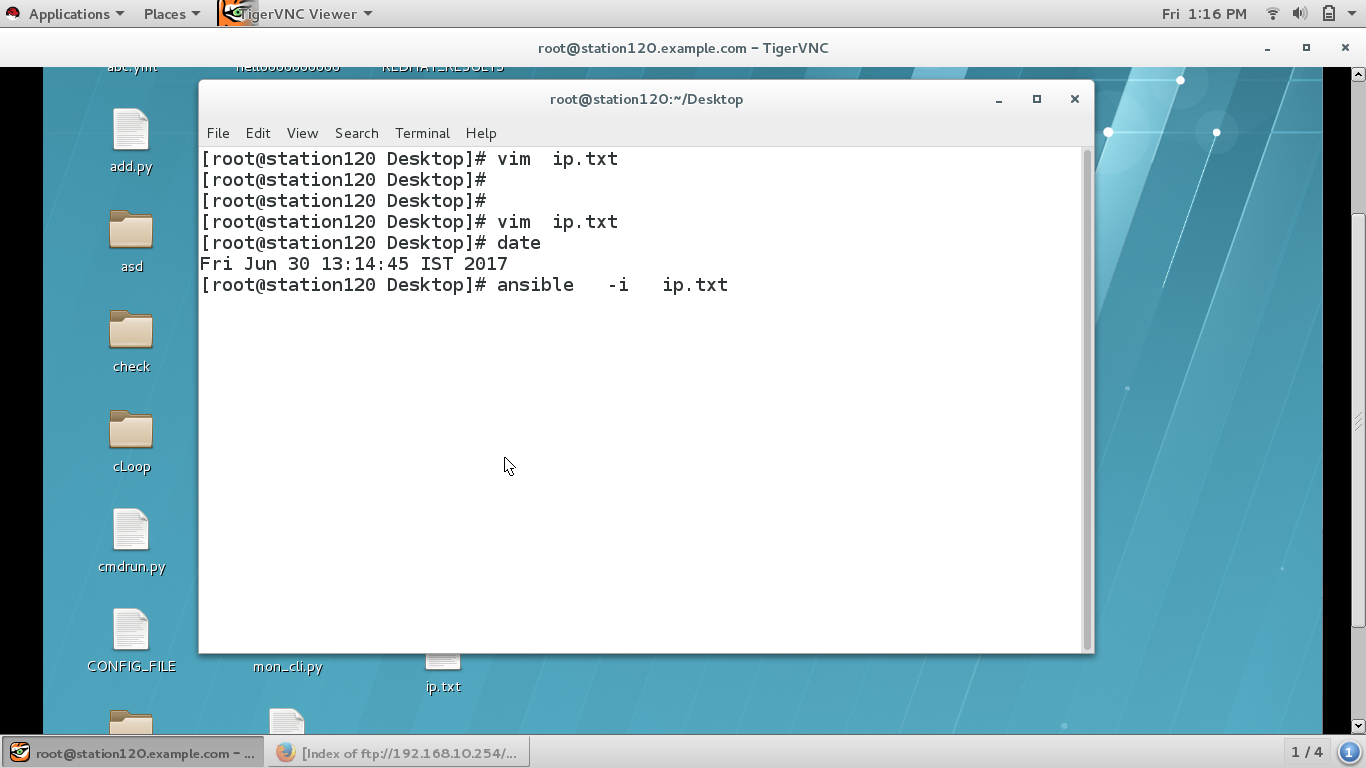 Applications Places TigerVNC Viewer Fri 1:16 PM
root@station120.example.com – TigerVNC
root@station120:~/Desktop
File Edit View Search Terminal Help
[root@station120 Desktop]# vim  ip.txt
[root@station120 Desktop]#
[root@station120 Desktop]#
[root@station120 Desktop]# vim  ip.txt
[root@station120 Desktop]# date
Fri Jun 30 13:14:45 IST 2017
[root@station120 Desktop]# ansible   -i   ip.txt
add.py
asd
check
cLoop
cmdrun.py
CONFIG_FILE
mon_cli.py
ip.txt
root@station120.example.com – ...
[Index of ftp://192.168.10.254/...
1 / 4
1